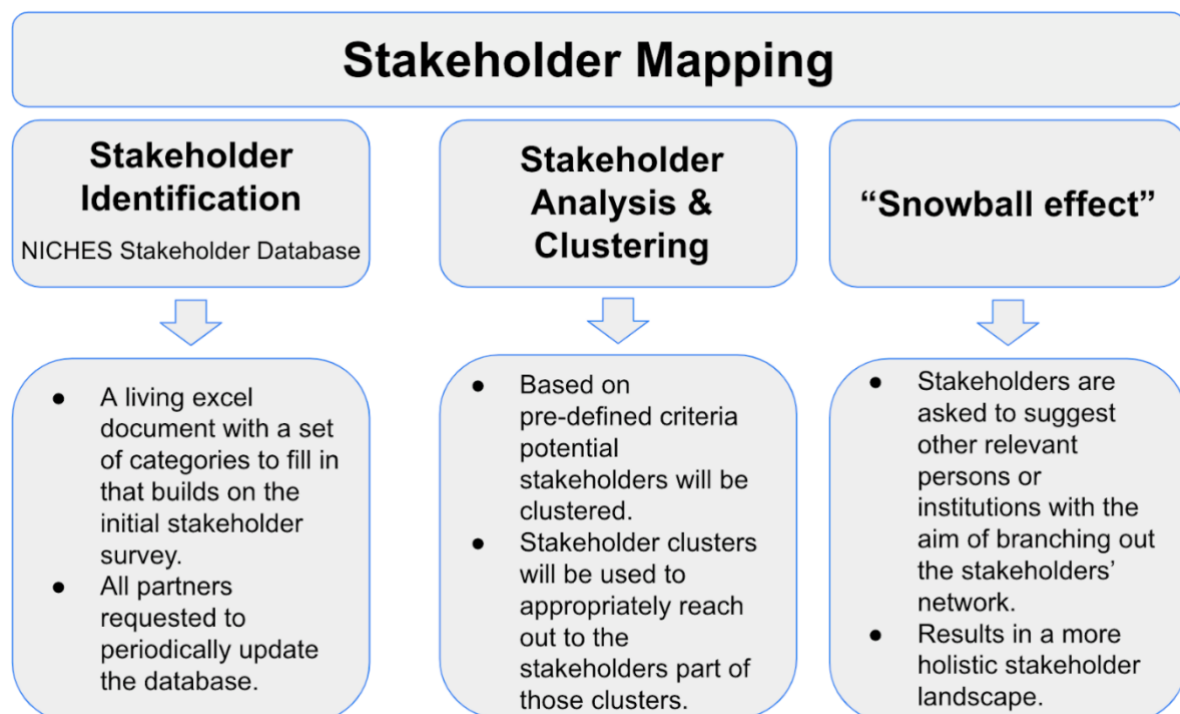 Stakeholder Mapping
Stakeholder
Identification
NICHES Stakeholder Database
● A living excel
document with a set
of categories to fill in
that builds on the
initial stakeholder
survey.
● All partners
requested to
periodically update
the database.
Stakeholder
Analysis &
Clustering
● Based on
pre-defined criteria
potential
stakeholders will be
clustered.
● Stakeholder clusters
will be used to
appropriately reach
out to the
stakeholders part of
those clusters.
“Snowball effect”
● Stakeholders are
asked to suggest
other relevant
persons or
institutions with the
aim of branching out
the stakeholders’
network.
● Results in a more
holistic stakeholder
landscape.